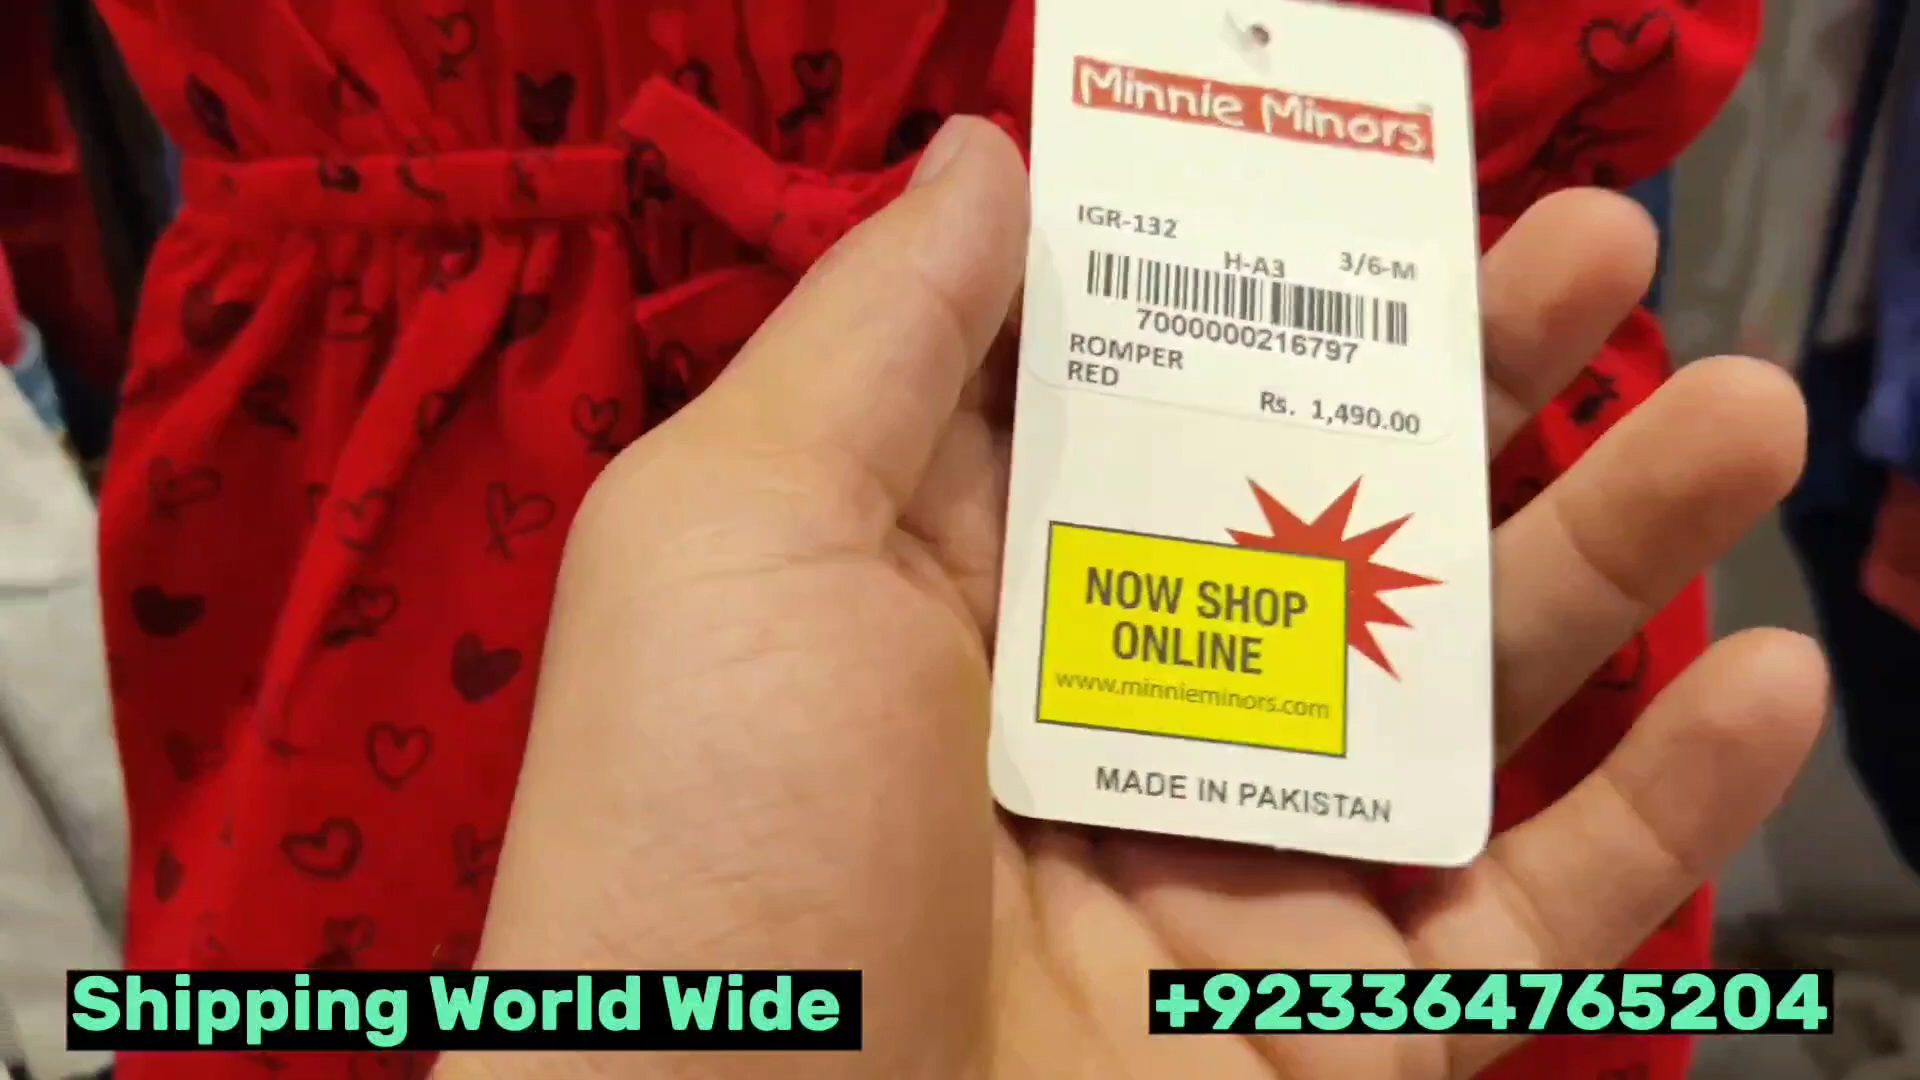 Minnie Minors
IGR-132
H-A3 3/6-M
7000000216797
ROMPER
RED
Rs. 1,490.00
NOW SHOP
ONLINE
www.minnieminors.com
MADE IN PAKISTAN
Shipping World Wide
+923364765204